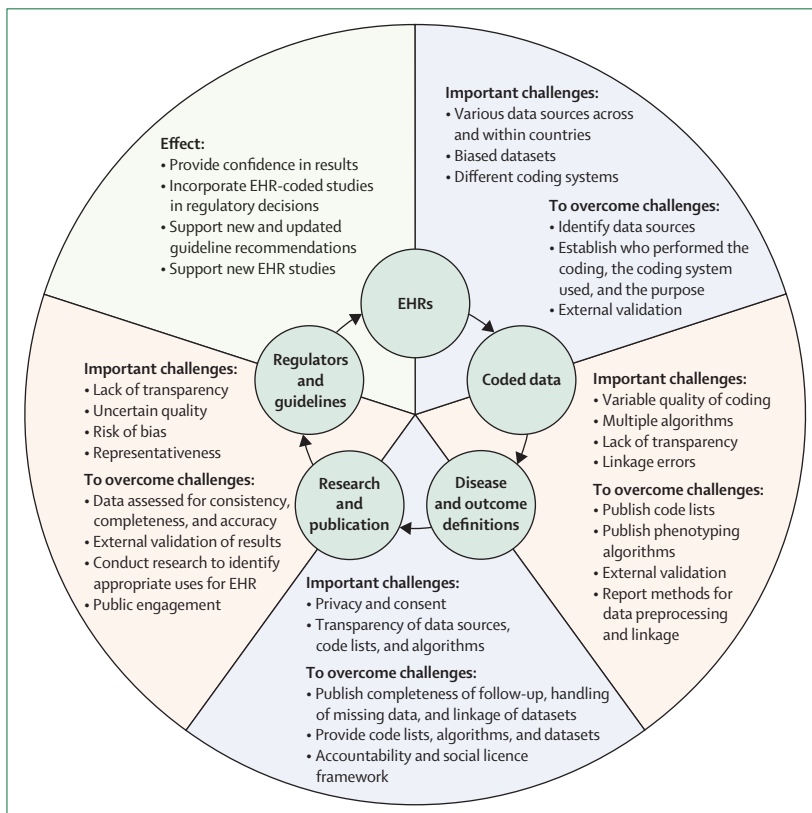 Important challenges:
• Various data sources across
and within countries
• Biased datasets
• Different coding systems
To overcome challenges:
• Identify data sources
• Establish who performed the
coding, the coding system
used, and the purpose
• External validation
Effect:
• Provide confidence in results
• Incorporate EHR-coded studies
in regulatory decisions
• Support new and updated
guideline recommendations
• Support new EHR studies
EHRs
Regulators
and
guidelines
Coded data
Research
and
publication
Disease
and outcome
definitions
Important challenges:
• Lack of transparency
• Uncertain quality
• Risk of bias
• Representativeness
To overcome challenges:
• Data assessed for consistency,
completeness, and accuracy
• External validation of results
• Conduct research to identify
appropriate uses for EHR
• Public engagement
Important challenges:
• Variable quality of coding
• Multiple algorithms
• Lack of transparency
• Linkage errors
To overcome challenges:
• Publish code lists
• Publish phenotyping
algorithms
• External validation
• Report methods for
data preprocessing
and linkage
Important challenges:
• Privacy and consent
• Transparency of data sources,
code lists, and algorithms
To overcome challenges:
• Publish completeness of follow-up, handling
of missing data, and linkage of datasets
• Provide code lists, algorithms, and datasets
• Accountability and social licence
framework